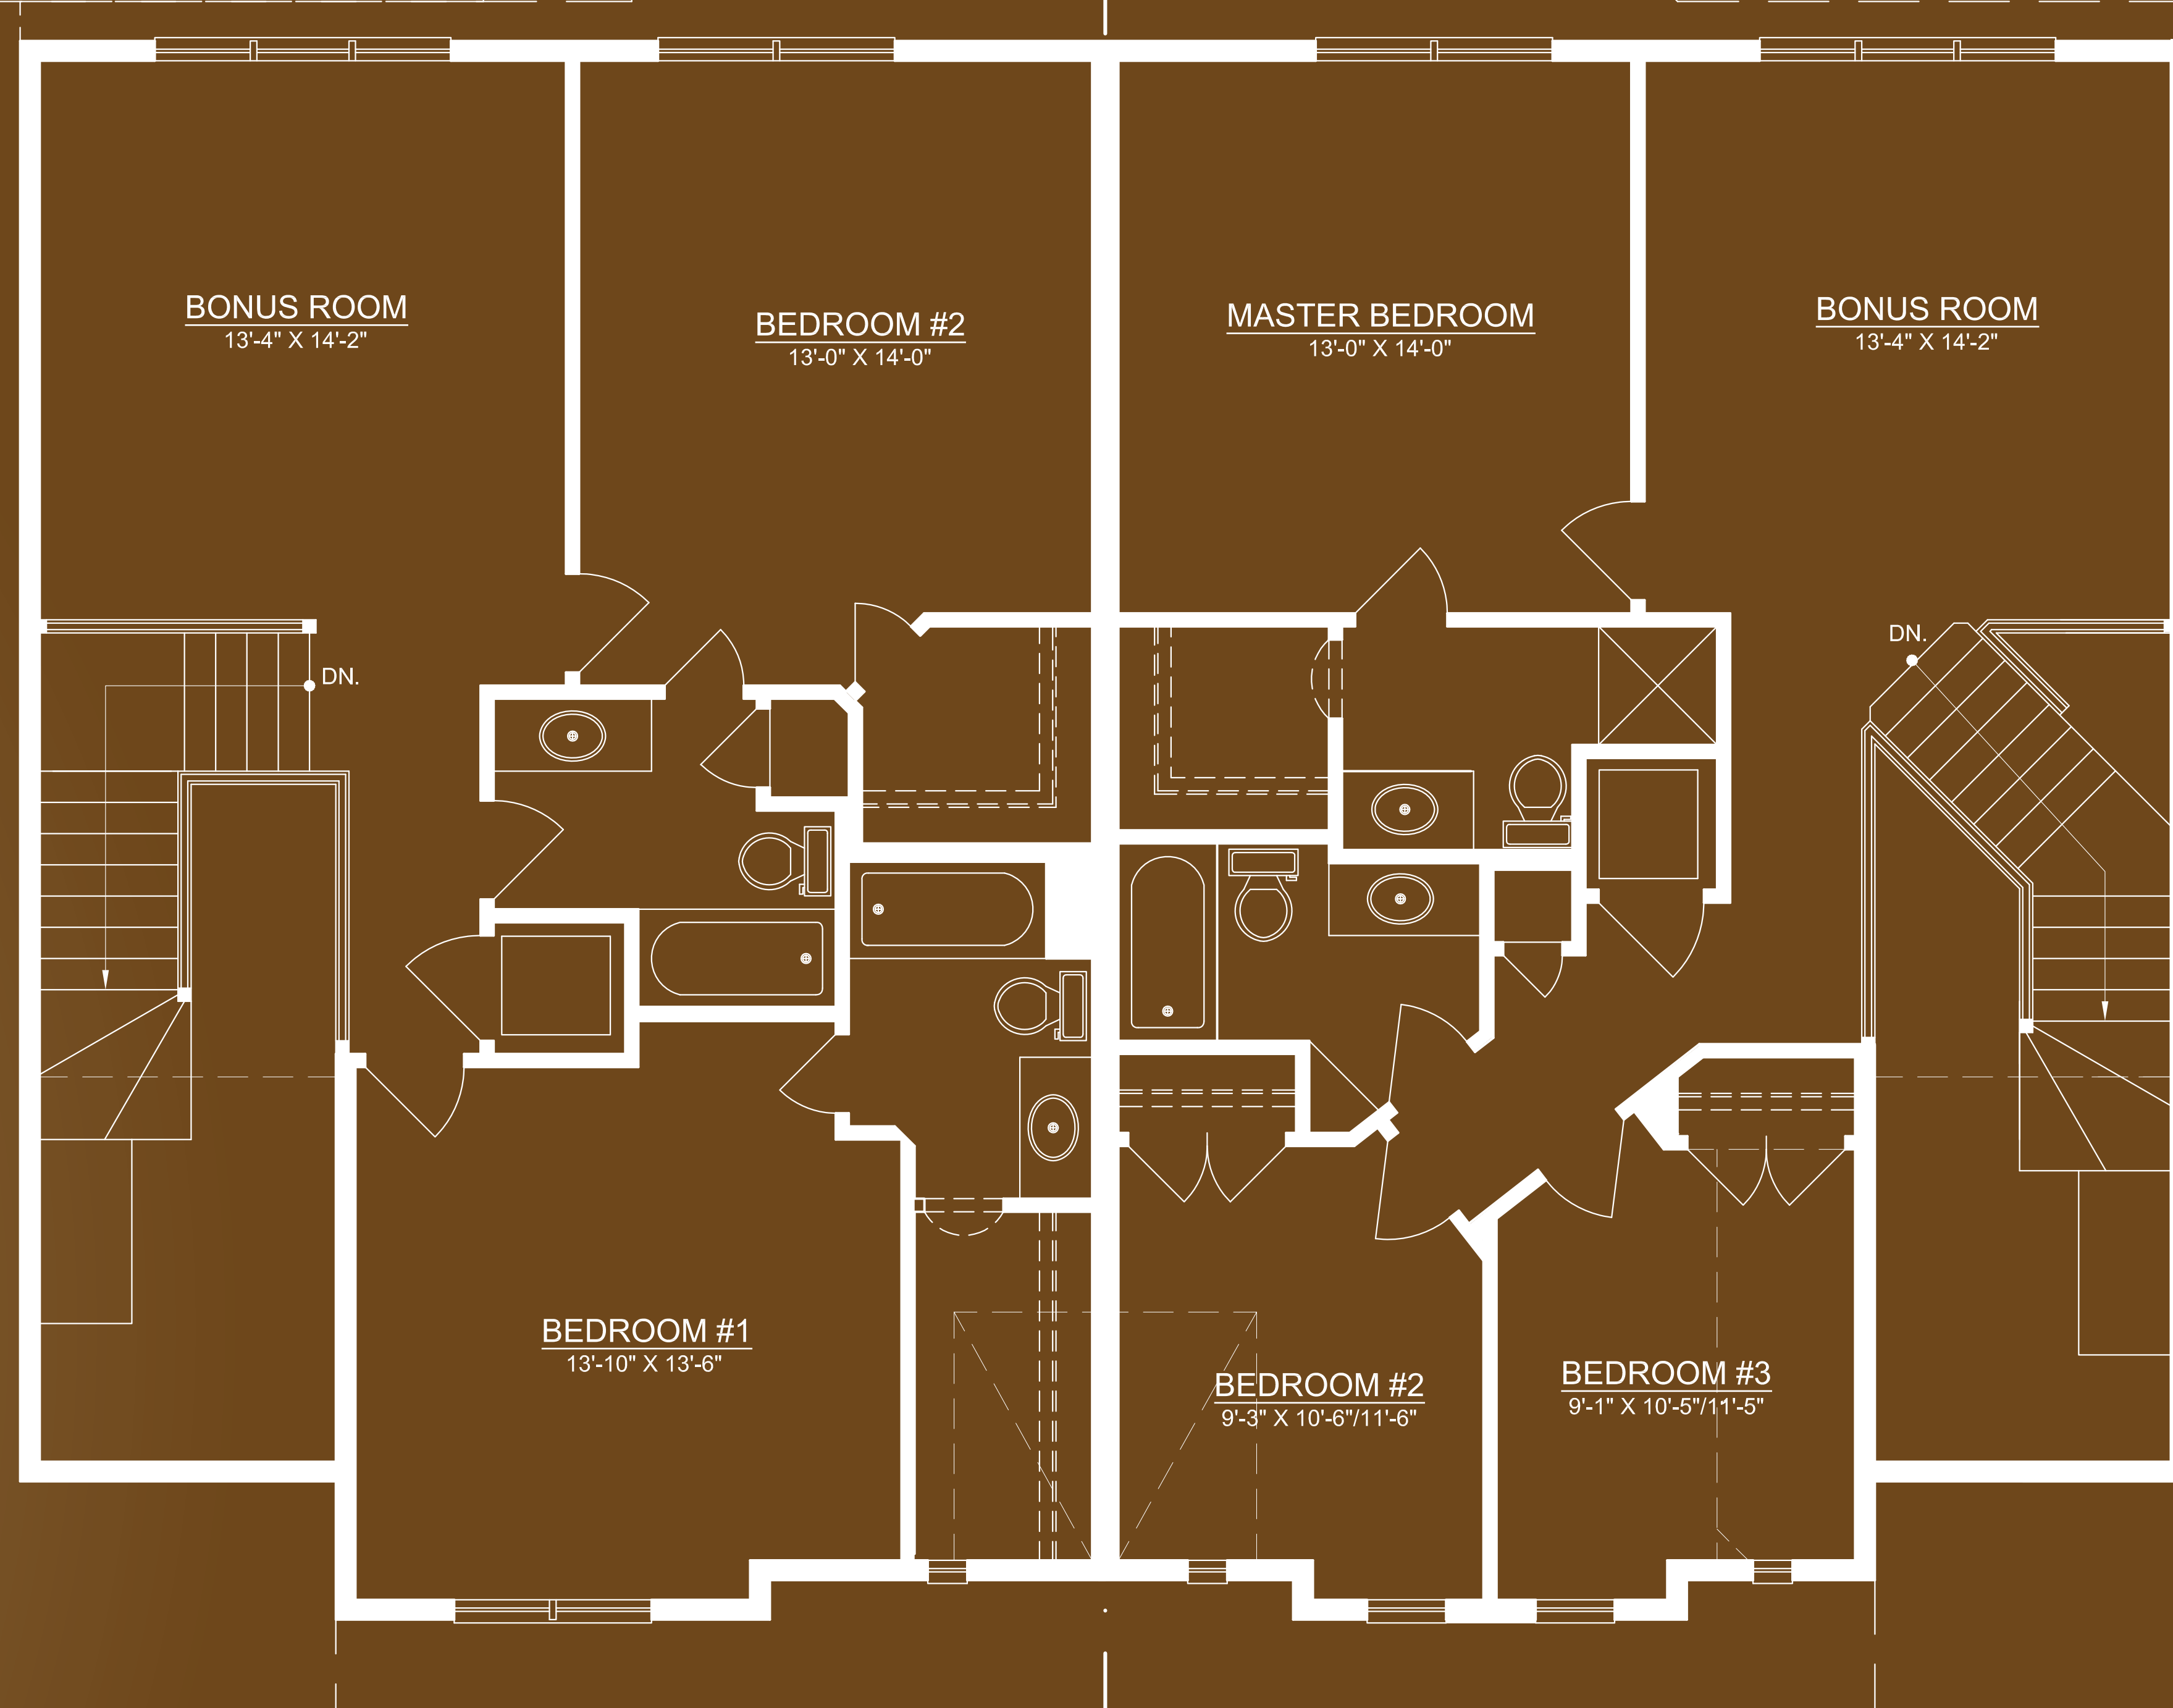 BONUS ROOM
13'-4" X 14'-2"
BEDROOM #2
13'-0" X 14'-0"
MASTER BEDROOM
13'-0" X 14'-0"
BONUS ROOM
13'-4" X 14'-2"
DN.
DN.
BEDROOM #1
13'-10" X 13'-6"
BEDROOM #2
9'-3" X 10'-6"/11'-6"
BEDROOM #3
9'-1" X 10'-5"/11'-5"